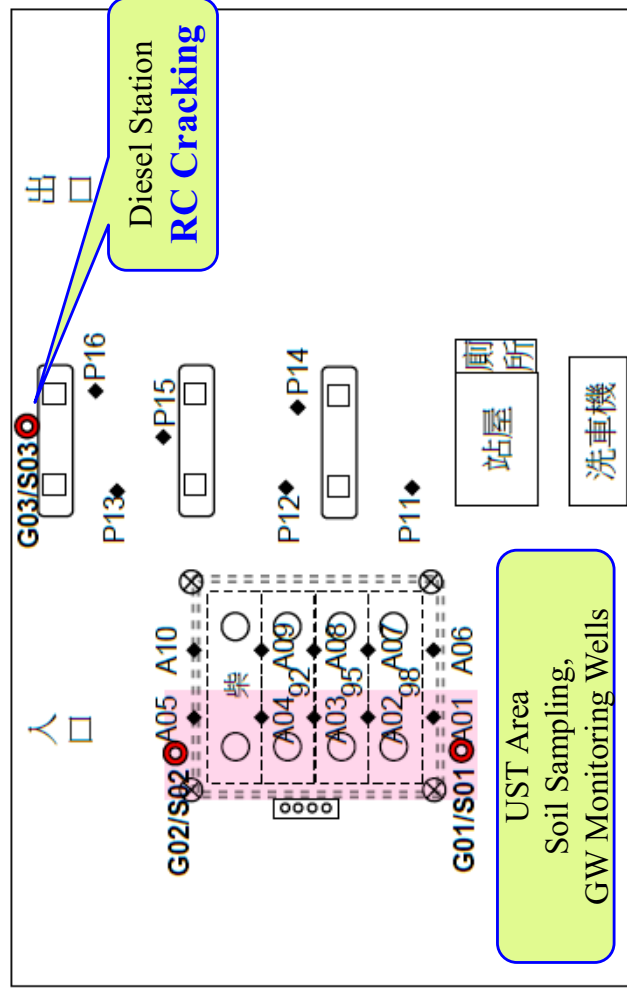 入口
出口
Diesel Station
RC Cracking
G03/S03
P16
P13
P15
P12
P14
P11
G02/S02
A05
A10
柴
A04
A09
92
A03
A08
95
A02
A07
98
G01/S01
A01
A06
廁所
站屋
洗車機
UST Area
Soil Sampling,
GW Monitoring Wells